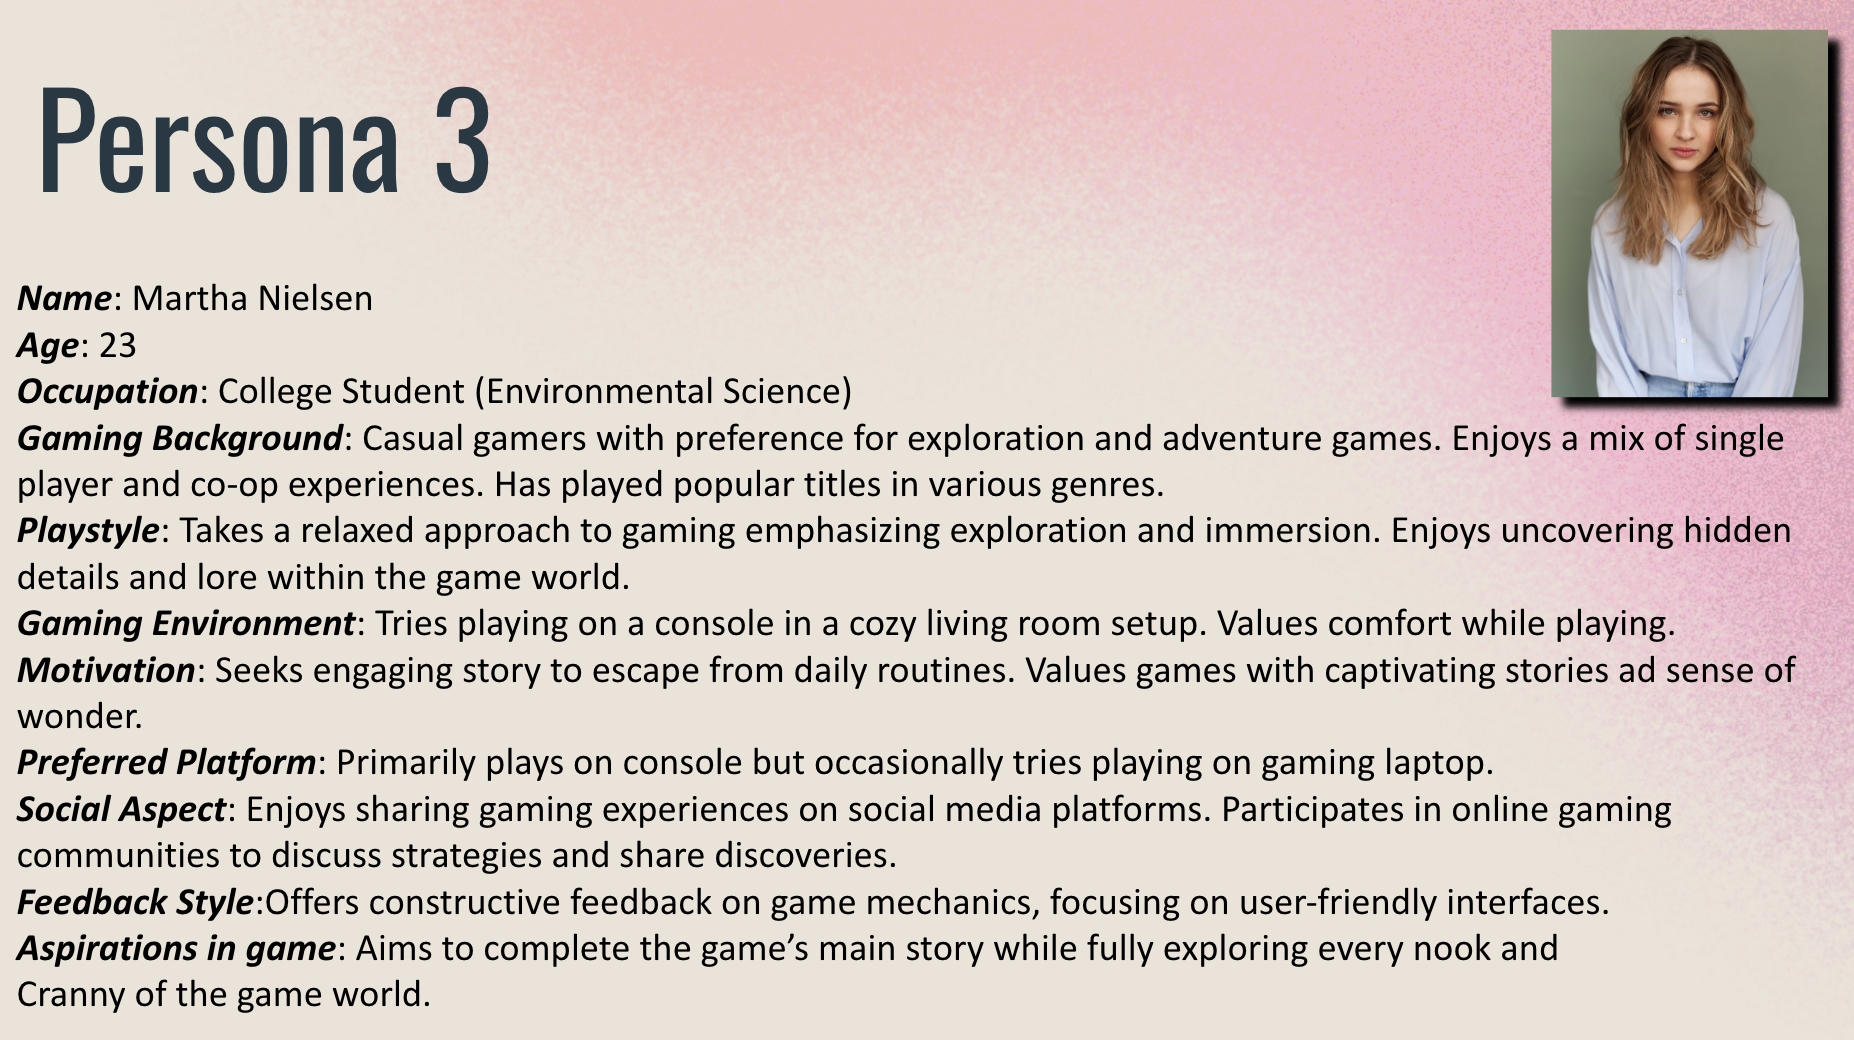 Persona 3
Name: Martha Nielsen
Age: 23
Occupation: College Student (Environmental Science)
Gaming Background: Casual gamers with preference for exploration and adventure games. Enjoys a mix of single
player and co-op experiences. Has played popular titles in various genres.
Playstyle: Takes a relaxed approach to gaming emphasizing exploration and immersion. Enjoys uncovering hidden
details and lore within the game world.
Gaming Environment: Tries playing on a console in a cozy living room setup. Values comfort while playing.
Motivation: Seeks engaging story to escape from daily routines. Values games with captivating stories ad sense of
wonder.
Preferred Platform: Primarily plays on console but occasionally tries playing on gaming laptop.
Social Aspect: Enjoys sharing gaming experiences on social media platforms. Participates in online gaming
communities to discuss strategies and share discoveries.
Feedback Style:Offers constructive feedback on game mechanics, focusing on user-friendly interfaces.
Aspirations in game: Aims to complete the game’s main story while fully exploring every nook and
Cranny of the game world.